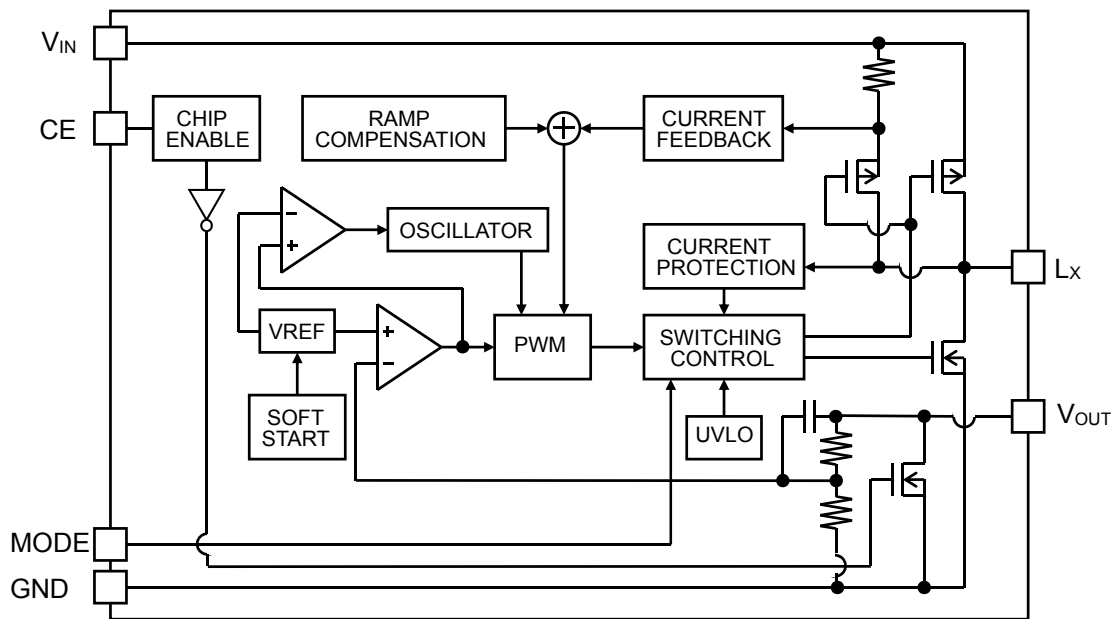 VIN
CE
CHIP
ENABLE
RAMP
COMPENSATION
+
CURRENT
FEEDBACK
-
+
OSCILLATOR
CURRENT
PROTECTION
LX
VREF
+
-
PWM
SWITCHING
CONTROL
SOFT
START
UVLO
VOUT
MODE
GND